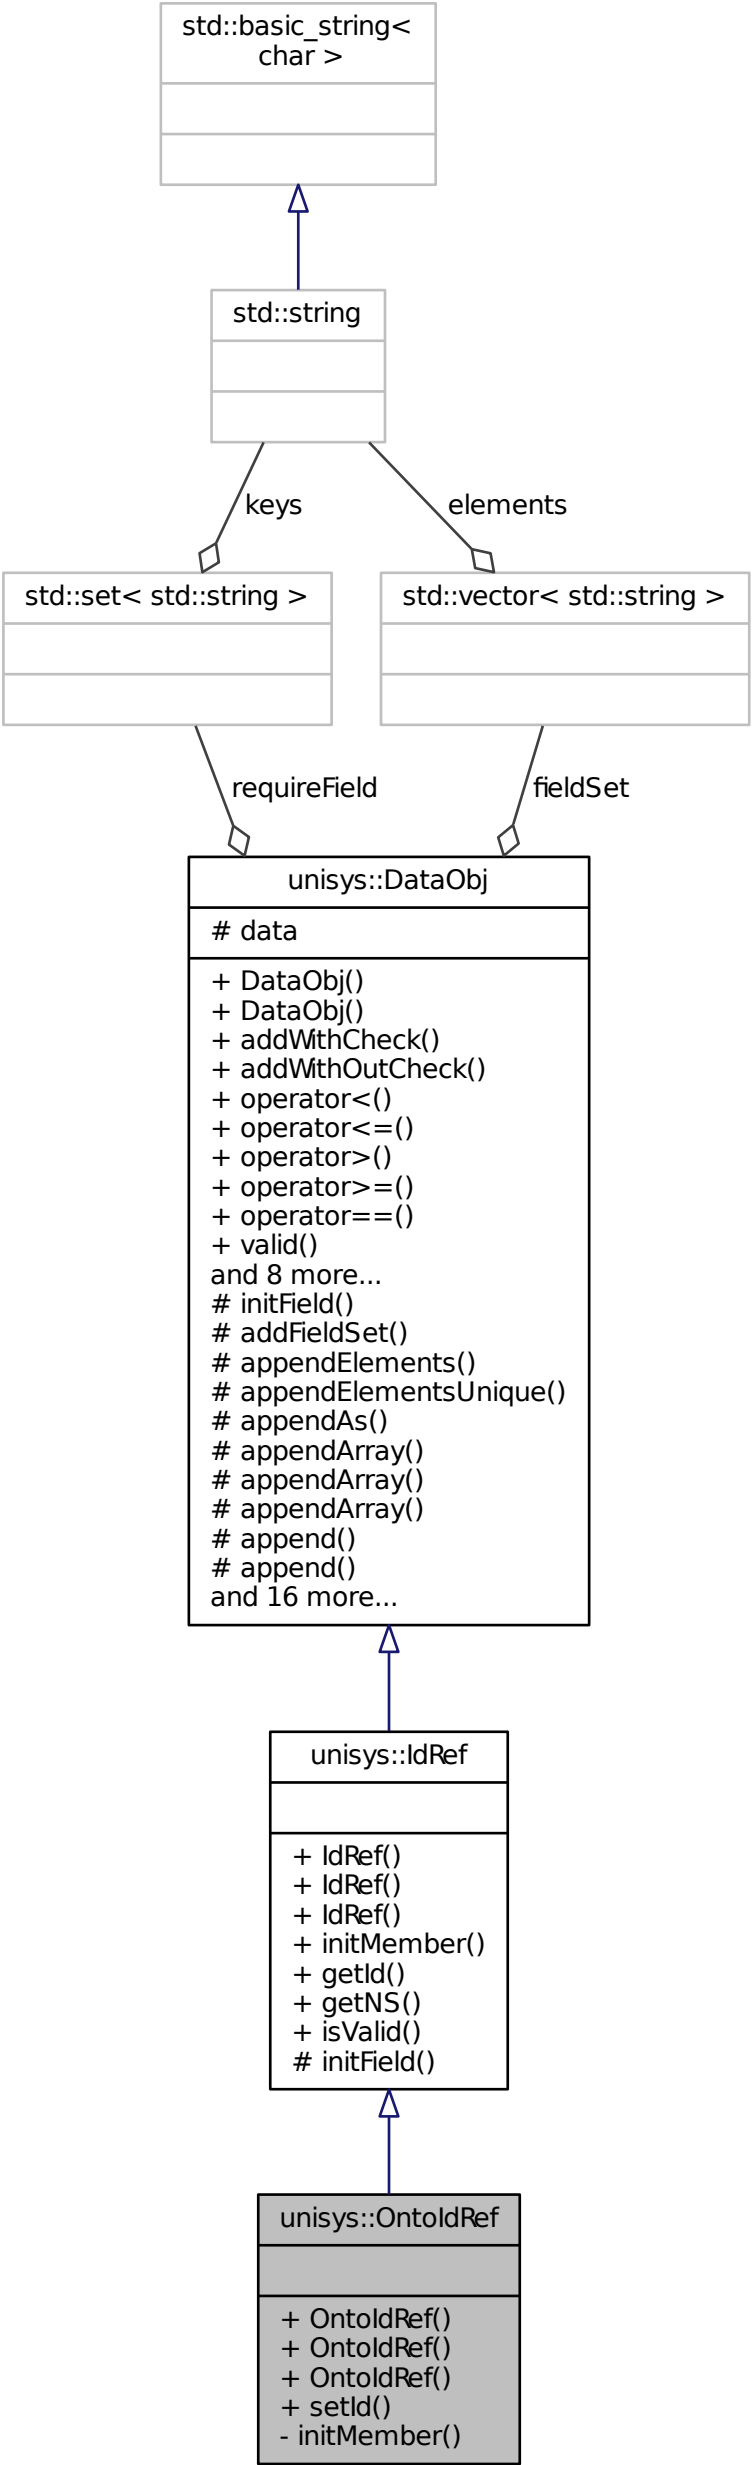 std::basic_string<
char >
std::string
keys
elements
std::set< std::string >
std::vector< std::string >
requireField
fieldSet
unisys::DataObj
# data
+ DataObj()
+ DataObj()
+ addWithCheck()
+ addWithOutCheck()
+ operator<()
+ operator<=()
+ operator>()
+ operator>=()
+ operator==()
+ valid()
and 8 more...
# initField()
# addFieldSet()
# appendElements()
# appendElementsUnique()
# appendAs()
# appendArray()
# appendArray()
# appendArray()
# append()
# append()
and 16 more...
unisys::IdRef
+ IdRef()
+ IdRef()
+ IdRef()
+ initMember()
+ getId()
+ getNS()
+ isValid()
# initField()
unisys::OntoIdRef
+ OntoIdRef()
+ OntoIdRef()
+ OntoIdRef()
+ setId()
- initMember()